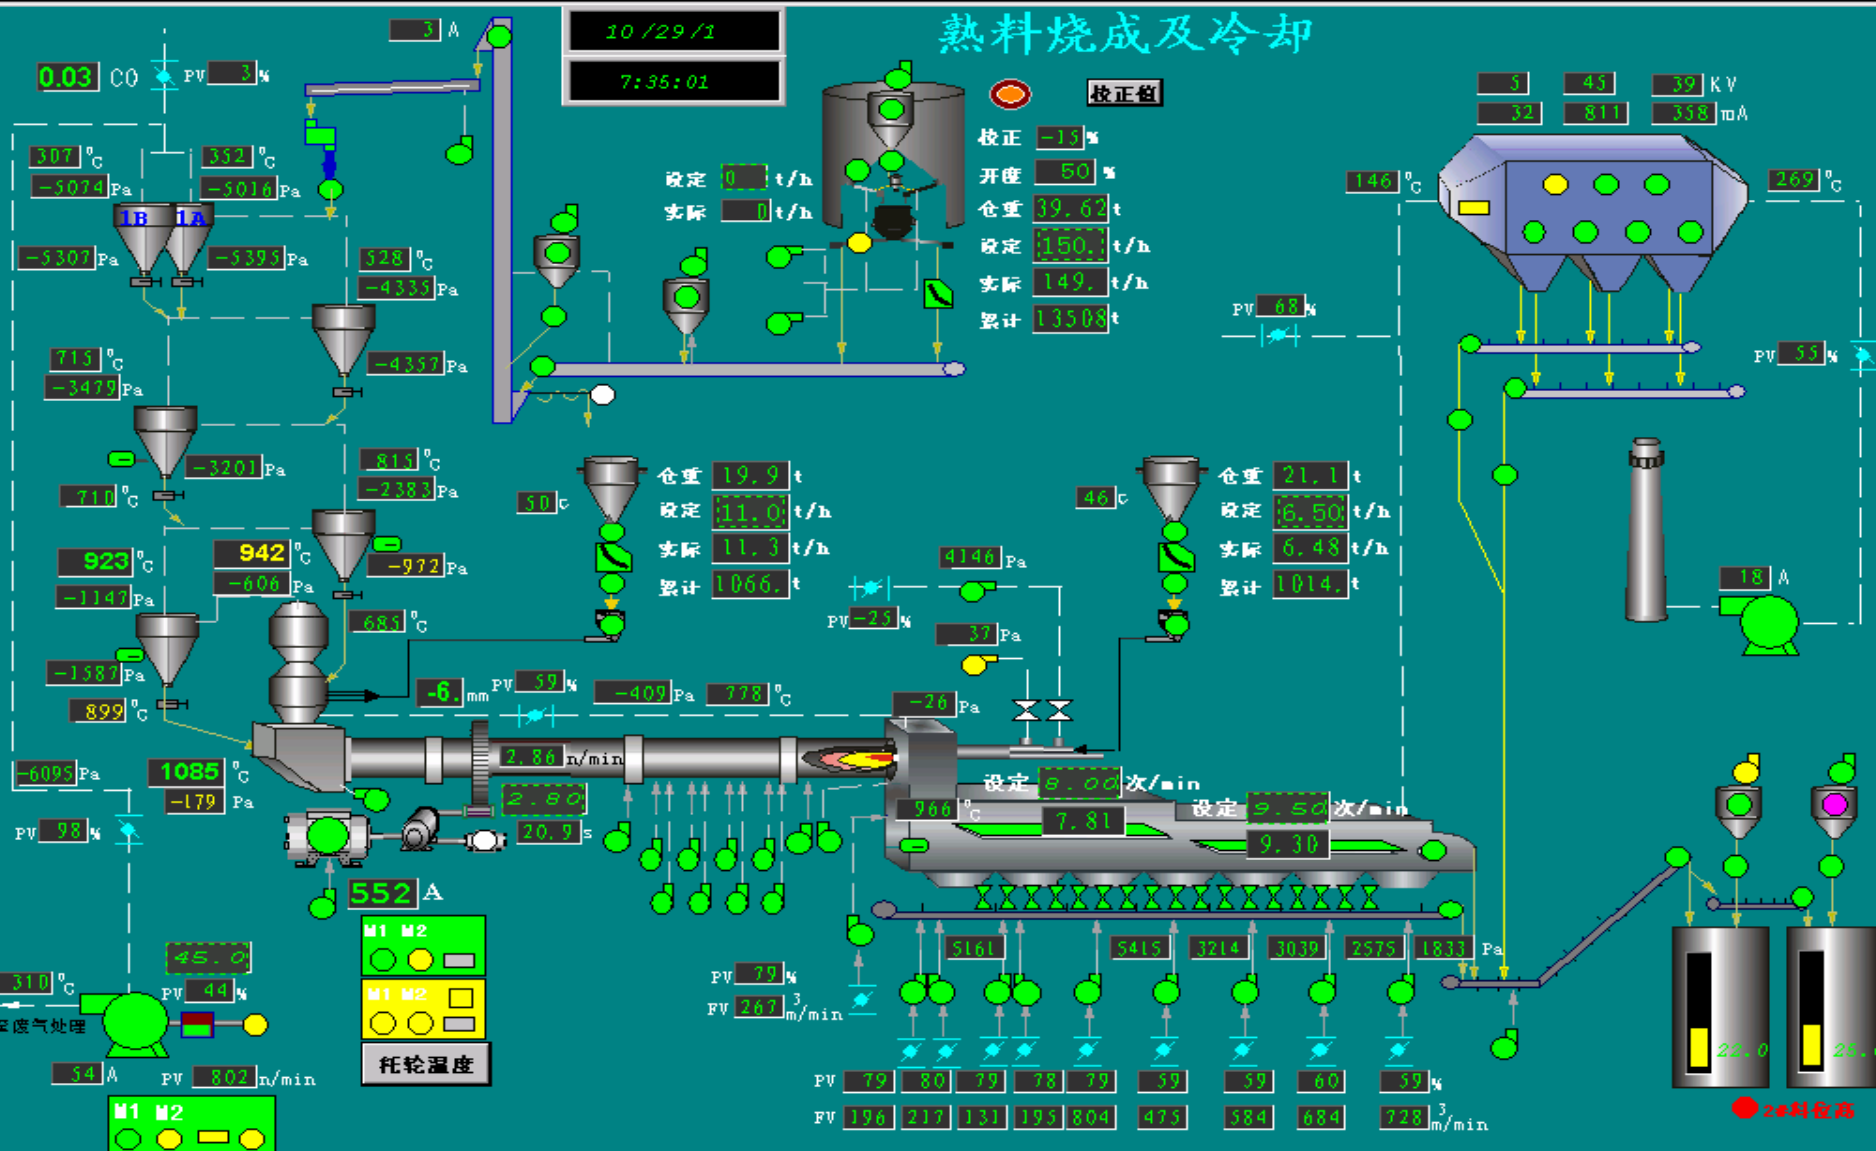 熟料烧成及冷却
10/29/1
7:35:01
3 A
0.03 CO
PV 3 %
307 °C
352 °C
-5074 Pa
-5016 Pa
1B 1A
-5307 Pa
-5395 Pa
528 °C
-4335 Pa
715 °C
-3479 Pa
-4357 Pa
-3201 Pa
710 °C
815 °C
-2383 Pa
923 °C
942 °C
-1147 Pa
-606 Pa
-972 Pa
685 °C
-1587 Pa
899 °C
设定 0 t/h
实际 0 t/h
校正值
校正 -15 %
开度 50 %
仓重 39.62 t
设定 150. t/h
实际 149. t/h
累计 13508 t
5 45 39 KV
32 811 358 mA
146 °C
269 °C
PV 68 %
PV 55 %
50 C
仓重 19.9 t
设定 11.0 t/h
实际 11.3 t/h
累计 1066. t
46 C
仓重 21.1 t
设定 6.50 t/h
实际 6.48 t/h
累计 1014. t
4146 Pa
PV -25 %
37 Pa
18 A
-6. mm
PV 59 %
-409 Pa
778 °C
-26 Pa
2.86 n/min
2.80
20.9 s
-6095 Pa
1085 °C
-179 Pa
PV 98 %
552 A
设定 8.00 次/min
7.81
设定 9.50 次/min
9.30
966 °C
M1 M2
M1 M2
托轮温度
45.0
310 °C
PV 44 %
至废气处理
54 A
PV 802 n/min
M1 M2
5161 5415 3214 3039 2575 1833 Pa
PV 79 %
FV 267 m³/min
PV 79 80 79 78 79 59 59 60 59 %
FV 196 217 131 195 804 475 584 684 728 m³/min
22.0
2#料位高